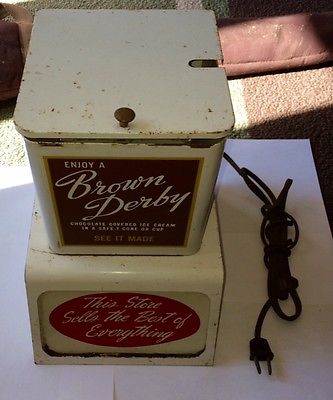 ENJOY A
Brown
Derby
CHOCOLATE COVERED ICE CREAM
IN A SAFE-T CONE OR CUP
SEE IT MADE
This Store
Sells the Best of
Everything